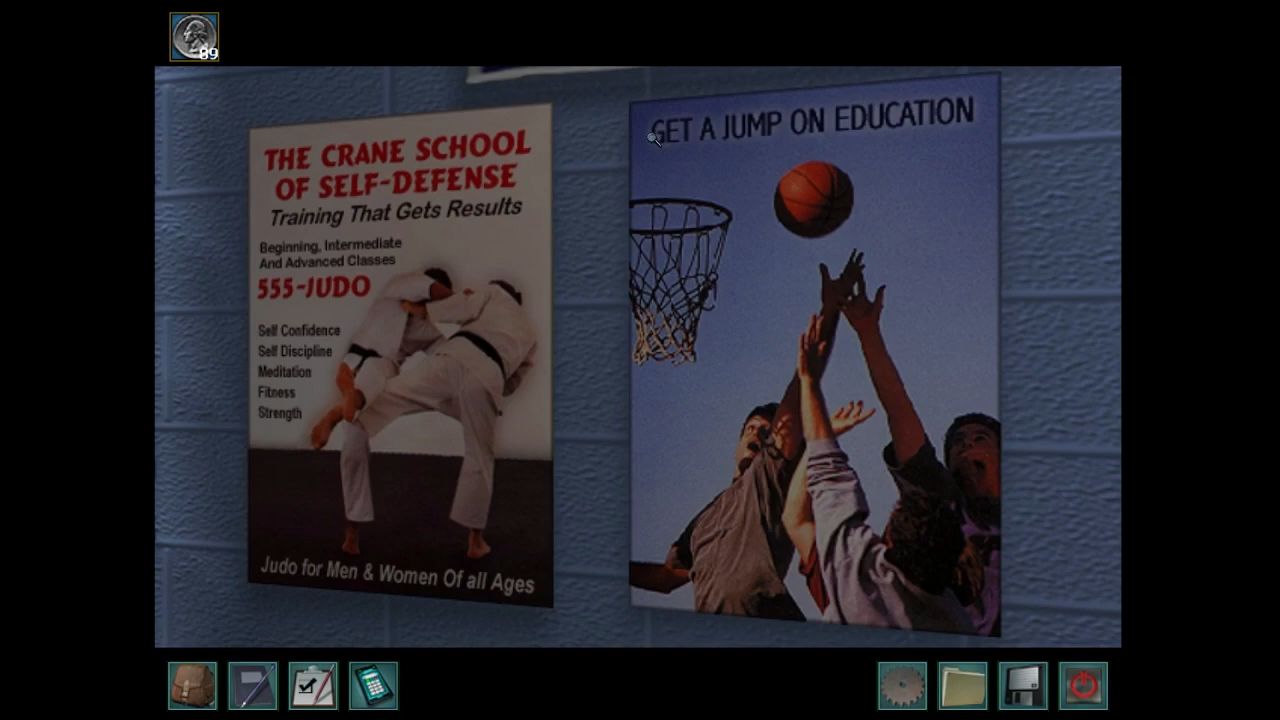 89
THE CRANE SCHOOL
OF SELF-DEFENSE
Training That Gets Results
Beginning, Intermediate
And Advanced Classes
555-JUDO
Self Confidence
Self Discipline
Meditation
Fitness
Strength
Judo for Men & Women Of all Ages
GET A JUMP ON EDUCATION